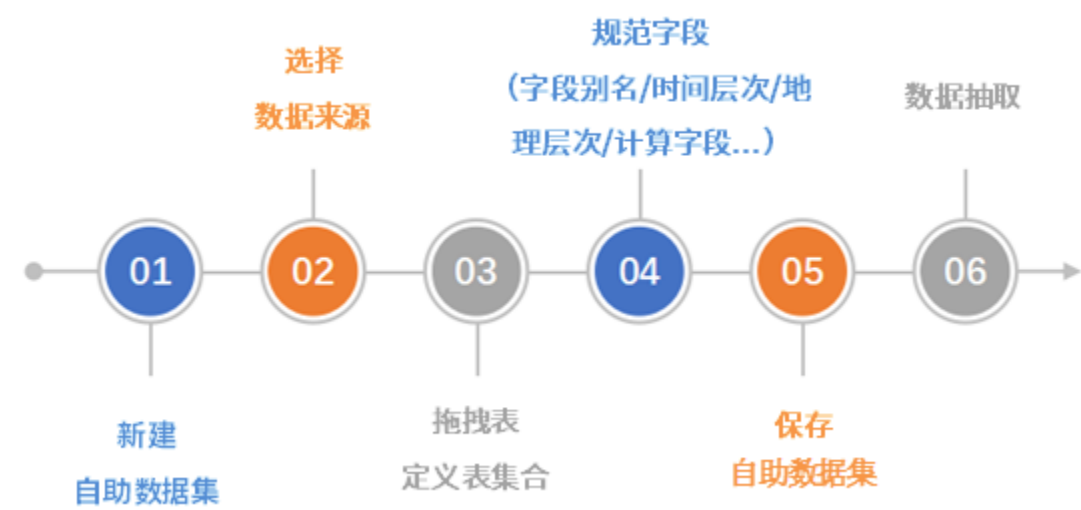 01
新建
自助数据集
02
选择
数据来源
03
拖拽表
定义表集合
04
规范字段
（字段别名/时间层次/地
理层次/计算字段...）
05
保存
自助数据集
06
数据抽取